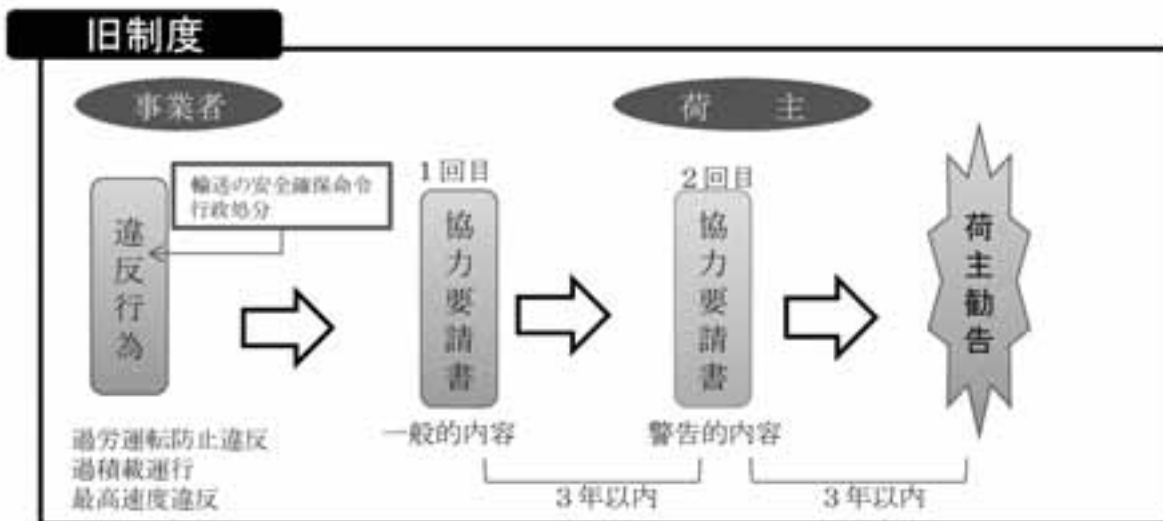 旧制度
事業者
荷 主
輸送の安全確保命令
行政処分
違反行為
1回目
協力要請書
2回目
協力要請書
荷主勧告
過労運転防止違反
過積載運行
最高速度違反
一般的内容
警告的内容
3年以内
3年以内